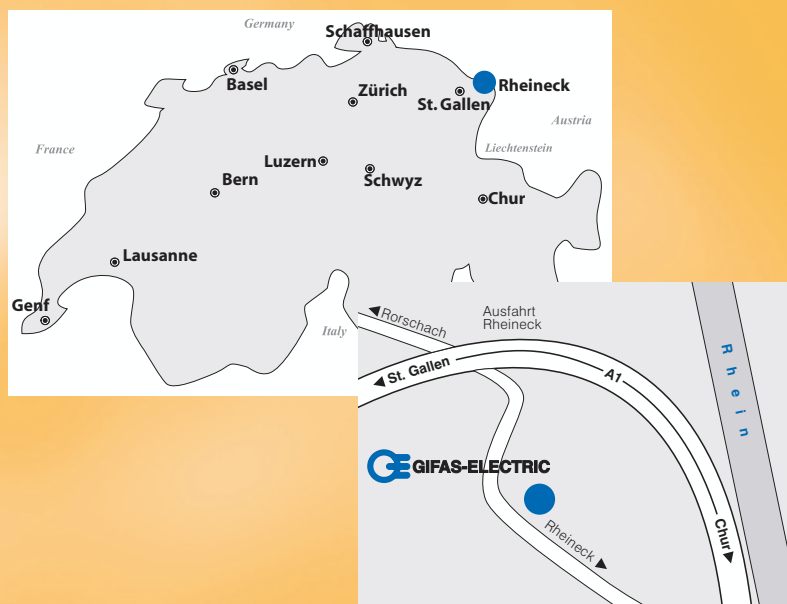 Germany
Schaffhausen
Basel
Zürich
Rheineck
St. Gallen
Austria
France
Liechtenstein
Luzern
Schwyz
Bern
Chur
Lausanne
Genf
Italy
Rorschach
Ausfahrt
Rheineck
St. Gallen
A1
Rhein
GIFAS-ELECTRIC
Rheineck
Chur